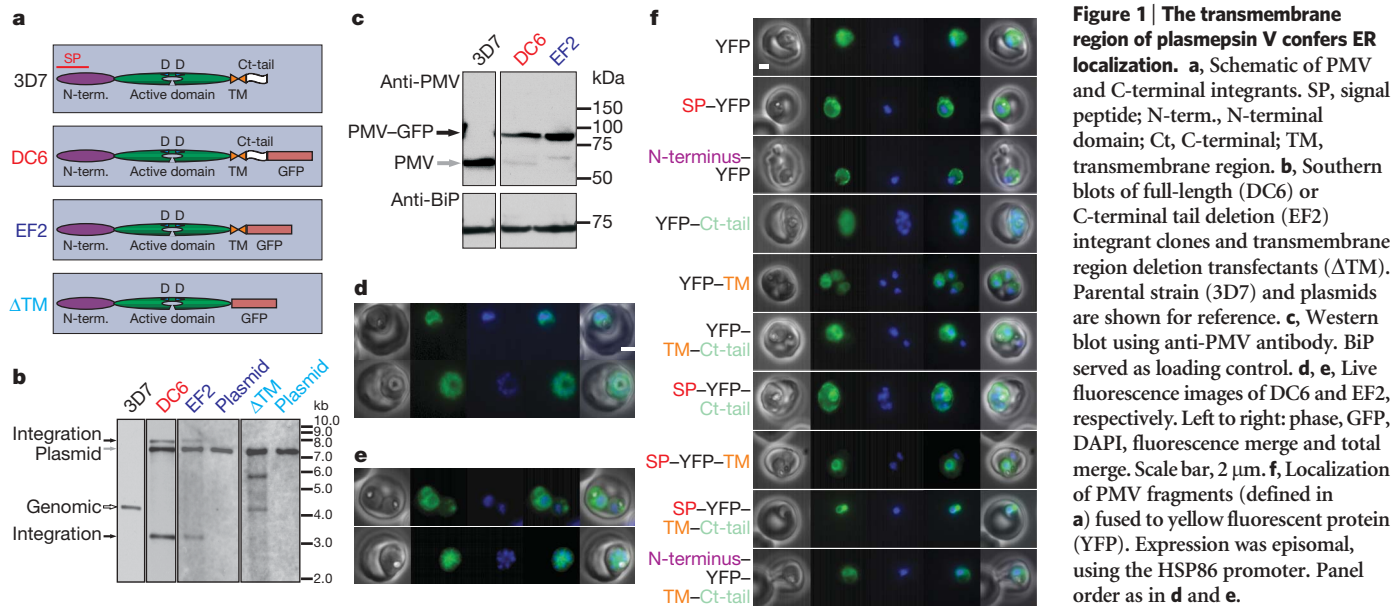 a
SP
3D7
D D
Ct-tail
N-term.
Active domain
TM
DC6
D D
Ct-tail
N-term.
Active domain
TM
GFP
EF2
D D
N-term.
Active domain
TM
GFP
ΔTM
D D
N-term.
Active domain
GFP
b
3D7
DC6
EF2
Plasmid
ΔTM
Plasmid
kb
Integration
Plasmid
Genomic
Integration
10.0
9.0
8.0
7.0
6.0
5.0
4.0
3.0
2.0
c
3D7
DC6
EF2
Anti-PMV
kDa
150
PMV–GFP
100
75
PMV
50
Anti-BiP
75
d
e
f
YFP
SP–YFP
N-terminus–
YFP
YFP–Ct-tail
YFP–TM
YFP–
TM–Ct-tail
SP–YFP–
Ct-tail
SP–YFP–TM
SP–YFP–
TM–Ct-tail
N-terminus–
YFP–
TM–Ct-tail
Figure 1 | The transmembrane
region of plasmepsin V confers ER
localization. a, Schematic of PMV
and C-terminal integrants. SP, signal
peptide; N-term., N-terminal
domain; Ct, C-terminal; TM,
transmembrane region. b, Southern
blots of full-length (DC6) or
C-terminal tail deletion (EF2)
integrant clones and transmembrane
region deletion transfectants (ΔTM).
Parental strain (3D7) and plasmids
are shown for reference. c, Western
blot using anti-PMV antibody. BiP
served as loading control. d, e, Live
fluorescence images of DC6 and EF2,
respectively. Left to right: phase, GFP,
DAPI, fluorescence merge and total
merge. Scale bar, 2 μm. f, Localization
of PMV fragments (defined in
a) fused to yellow fluorescent protein
(YFP). Expression was episomal,
using the HSP86 promoter. Panel
order as in d and e.